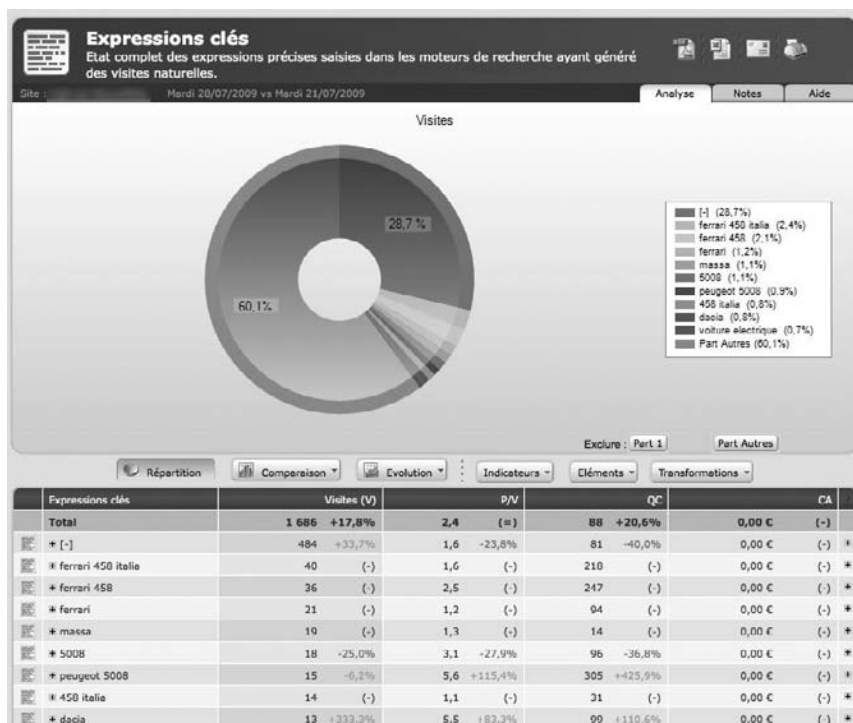 Expressions clés
Etat complet des expressions précises saisies dans les moteurs de recherche ayant généré
des visites naturelles.
Site : Mardi 28/07/2009 vs Mardi 21/07/2009
Analyse Notes Aide
Visites
28,7 %
60,1%
[-] (28,7%)
ferrari 458 italia (2,4%)
ferrari 458 (2,1%)
ferrari (1,2%)
massa (1,1%)
5008 (1,1%)
peugeot 5008 (0,9%)
458 italia (0,8%)
dacia (0,8%)
voiture electrique (0,7%)
Part Autres (60,1%)
Exclure : Part 1 Part Autres
Répartition Comparaison Evolution Indicateurs Eléments Transformations
Expressions clés Visites (V) P/V QC CA
Total 1 686 +17,8% 2,4 (=) 88 +20,6% 0,00 € (-)
+ [-] 484 +33,7% 1,6 -23,8% 81 -40,0% 0,00 € (-) +
+ ferrari 458 italia 40 (-) 1,6 (-) 218 (-) 0,00 € (-) +
+ ferrari 458 36 (-) 2,5 (-) 247 (-) 0,00 € (-) +
+ ferrari 21 (-) 1,2 (-) 94 (-) 0,00 € (-) +
+ massa 19 (-) 1,3 (-) 14 (-) 0,00 € (-) +
+ 5008 18 -25,0% 3,1 -27,9% 96 -36,8% 0,00 € (-) +
+ peugeot 5008 15 -6,2% 5,6 +115,4% 305 +425,9% 0,00 € (-) +
+ 458 italia 14 (-) 1,1 (-) 31 (-) 0,00 € (-) +
+ dacia 13 +333,3% 5,5 +83,3% 99 +110,6% 0,00 € (-) +